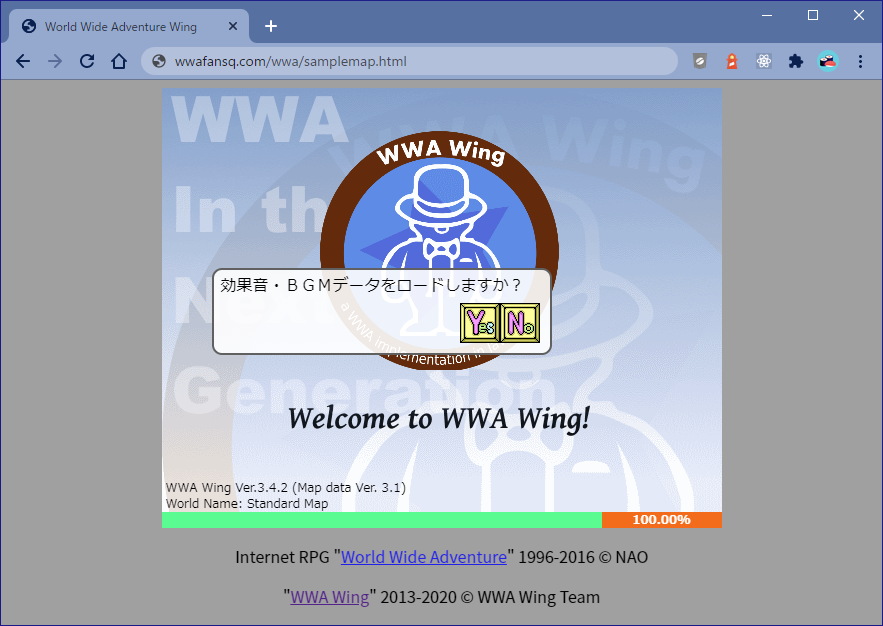 World Wide Adventure Wing
wwafansq.com/wwa/samplemap.html
WWA
In th
Generation
WWA Wing
WWA Wing
効果音・ＢＧＭデータをロードしますか？
Yes No
a WWA implementation in
Welcome to WWA Wing!
WWA Wing Ver.3.4.2 (Map data Ver. 3.1)
World Name: Standard Map
100.00%
Internet RPG "World Wide Adventure" 1996-2016 © NAO
"WWA Wing" 2013-2020 © WWA Wing Team